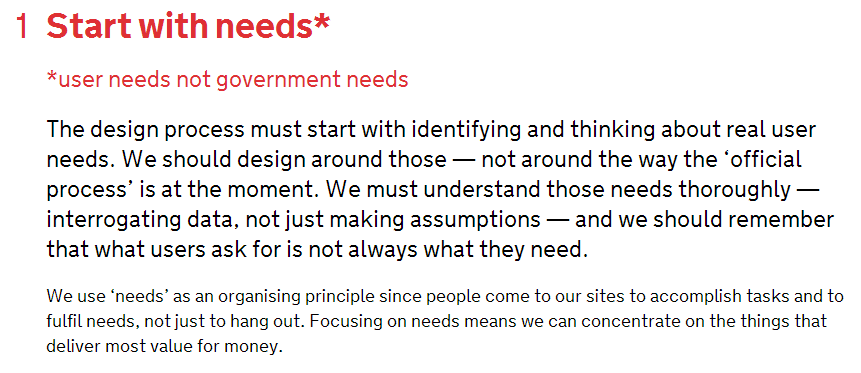 1 Start with needs*
*user needs not government needs
The design process must start with identifying and thinking about real user
needs. We should design around those — not around the way the ‘official
process’ is at the moment. We must understand those needs thoroughly —
interrogating data, not just making assumptions — and we should remember
that what users ask for is not always what they need.
We use ‘needs’ as an organising principle since people come to our sites to accomplish tasks and to
fulfil needs, not just to hang out. Focusing on needs means we can concentrate on the things that
deliver most value for money.